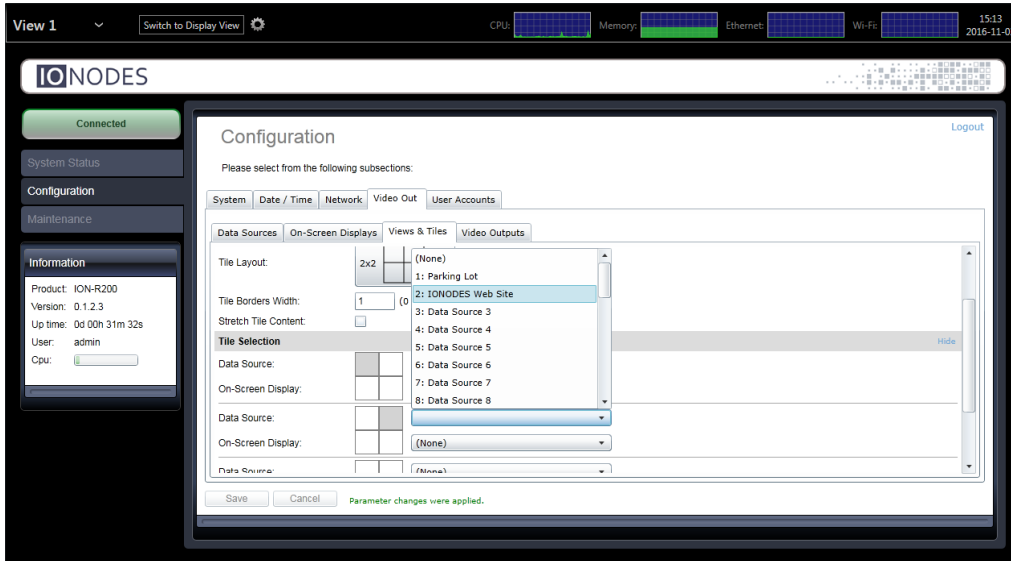 View 1 Switch to Display View CPU: Memory: Ethernet: Wi-Fi: 15:13
2016-11-0
IONODES
Connected
System Status
Configuration
Maintenance
Information
Product: ION-R200
Version: 0.1.2.3
Up time: 0d 00h 31m 32s
User: admin
Cpu:
Configuration
Logout
Please select from the following subsections:
System Date / Time Network Video Out User Accounts
Data Sources On-Screen Displays Views & Tiles Video Outputs
Tile Layout: 2x2
Tile Borders Width: 1 (0
Stretch Tile Content:
Tile Selection Hide
Data Source:
On-Screen Display:
(None)
1: Parking Lot
2: IONODES Web Site
3: Data Source 3
4: Data Source 4
5: Data Source 5
6: Data Source 6
7: Data Source 7
8: Data Source 8
Data Source:
On-Screen Display: (None)
Data Source: (None)
Save Cancel Parameter changes were applied.